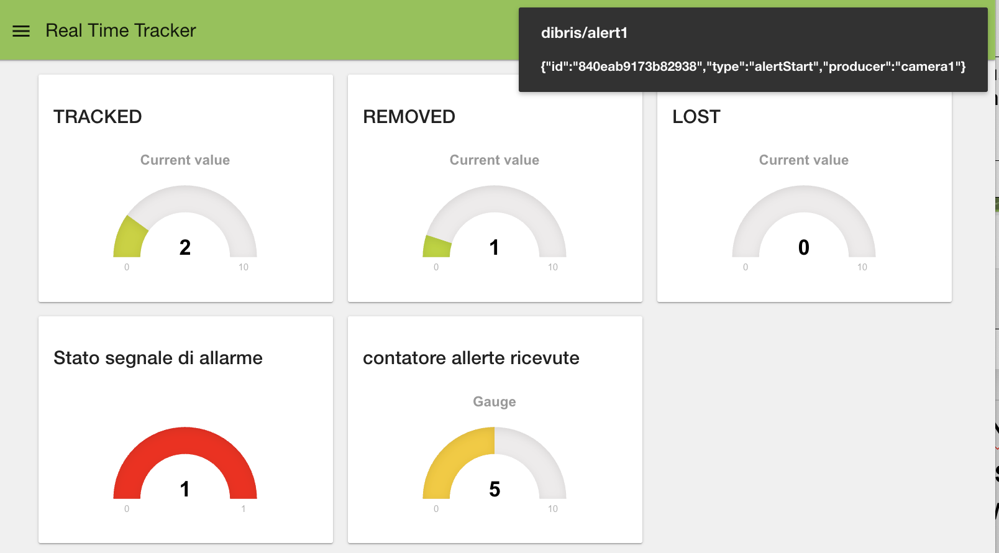 Real Time Tracker
dibris/alert1
{"id":"840eab9173b82938","type":"alertStart","producer":"camera1"}
TRACKED
Current value
2
0
10
REMOVED
Current value
1
0
10
LOST
Current value
0
0
10
Stato segnale di allarme
1
0
1
contatore allerte ricevute
Gauge
5
0
10